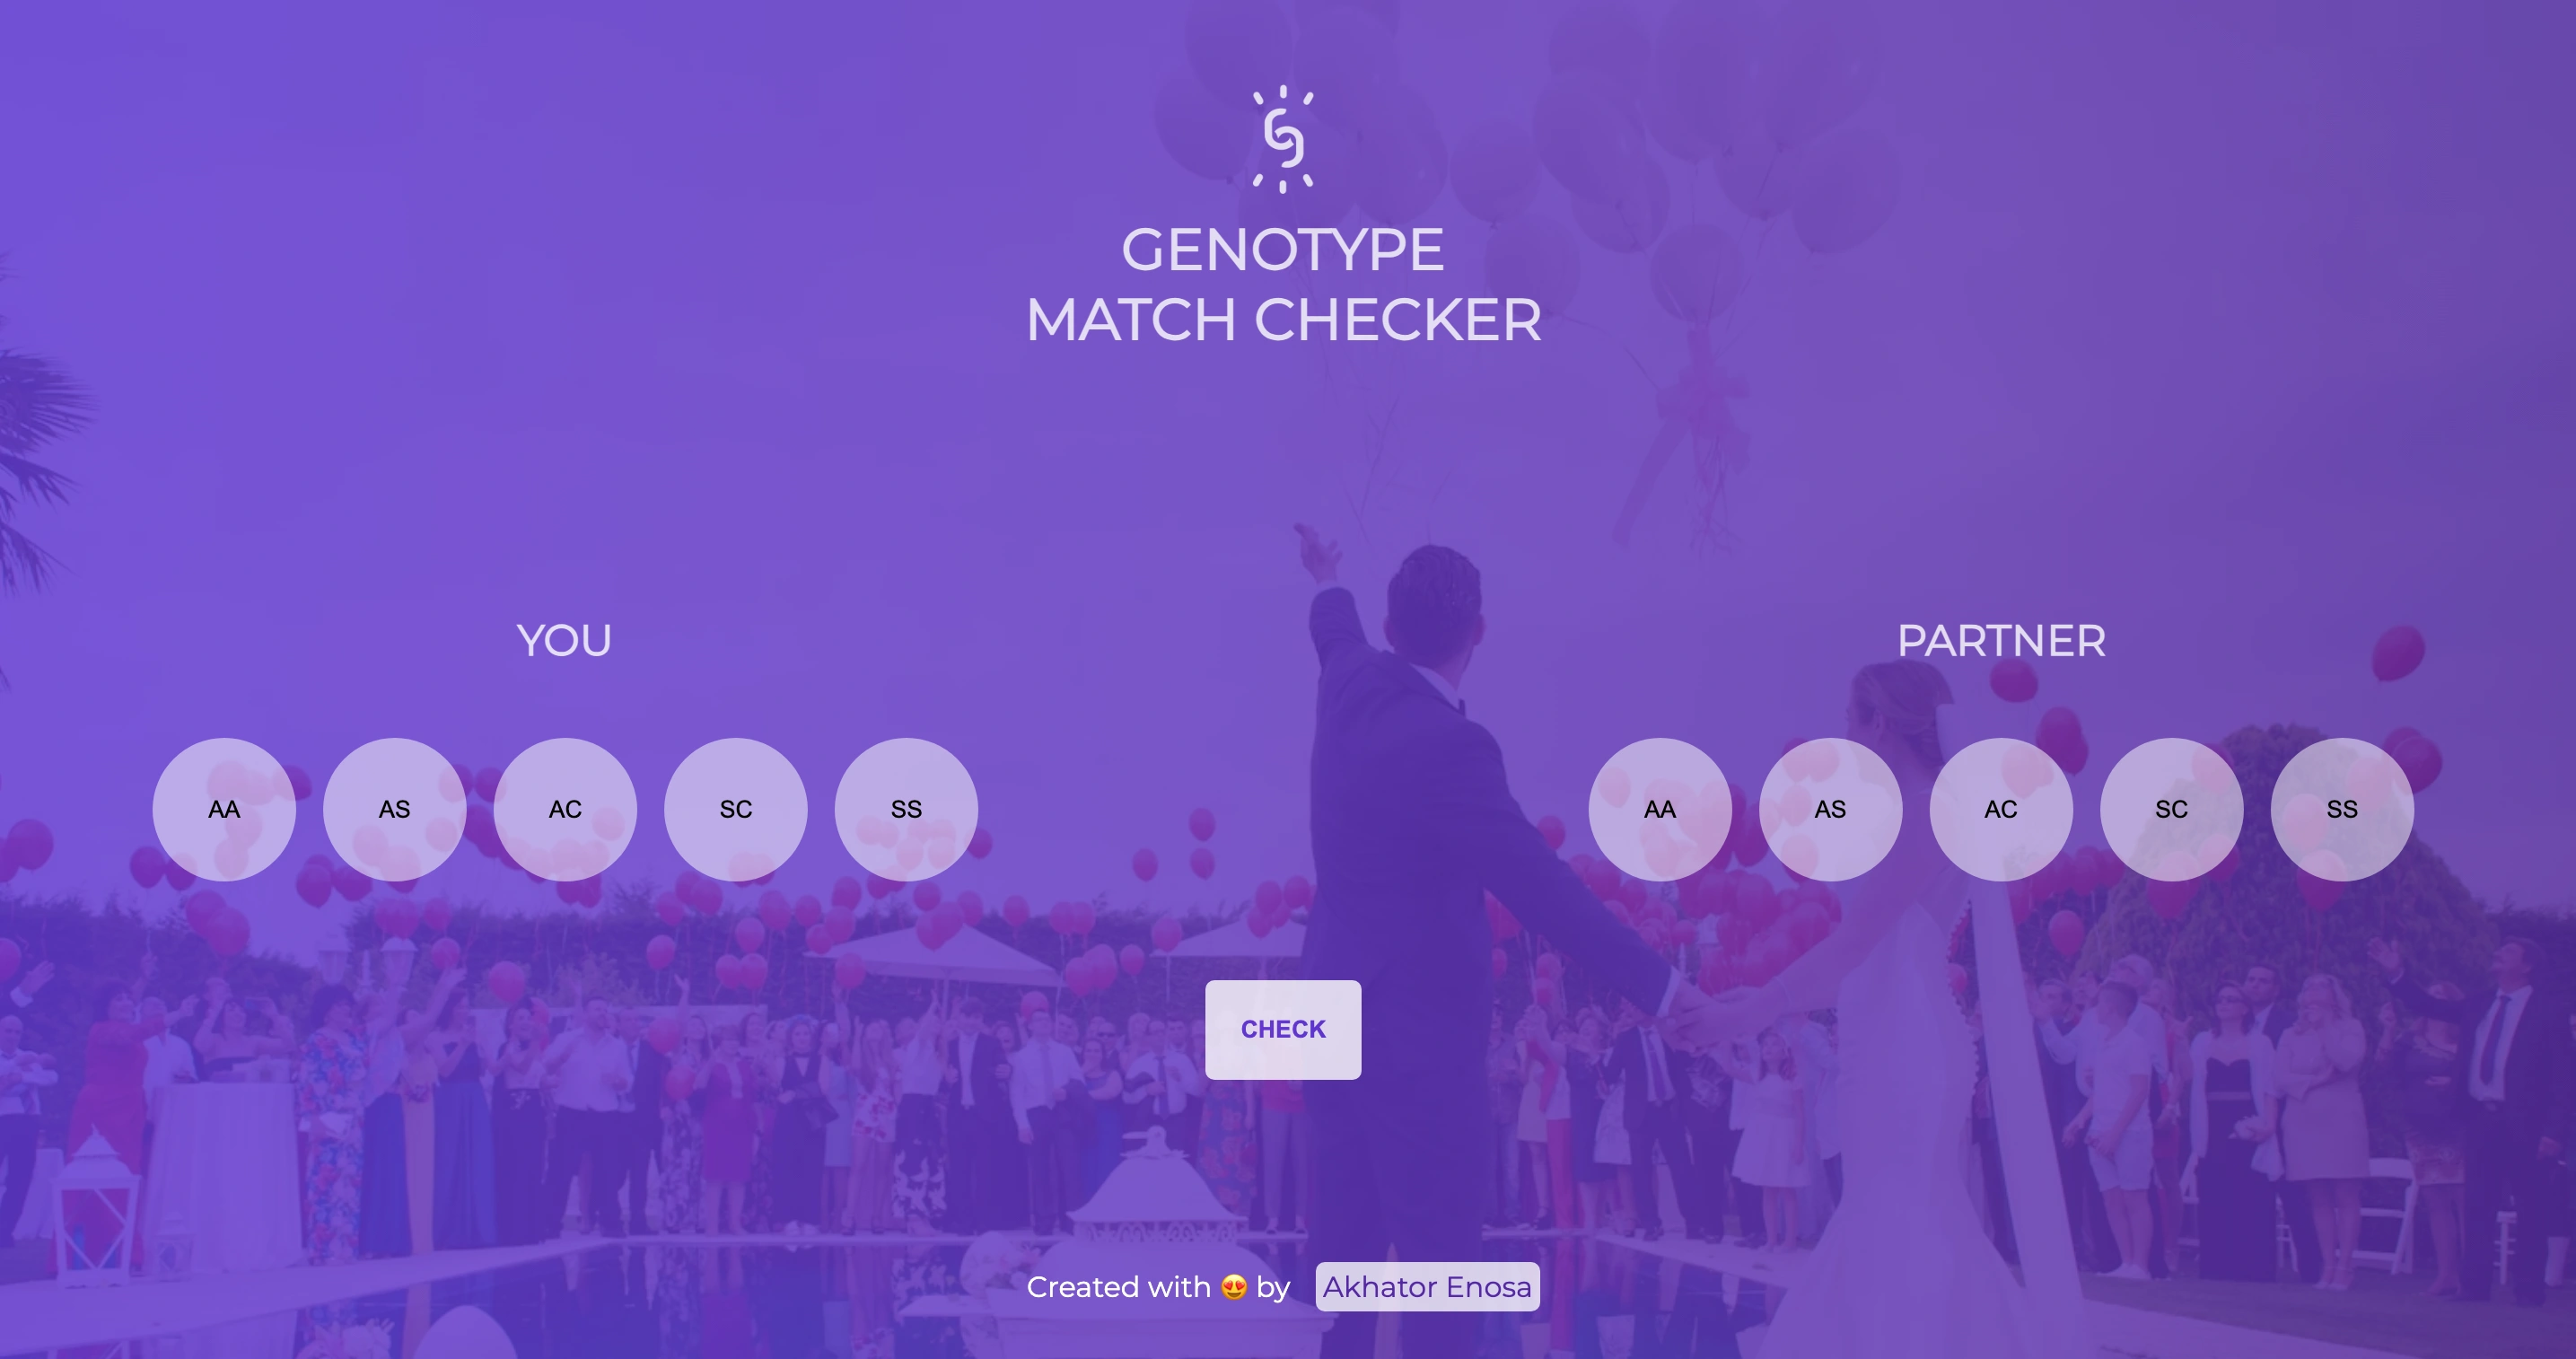 GENOTYPE
MATCH CHECKER
YOU
PARTNER
AA AS AC SC SS
AA AS AC SC SS
CHECK
Created with 😍 by Akhator Enosa